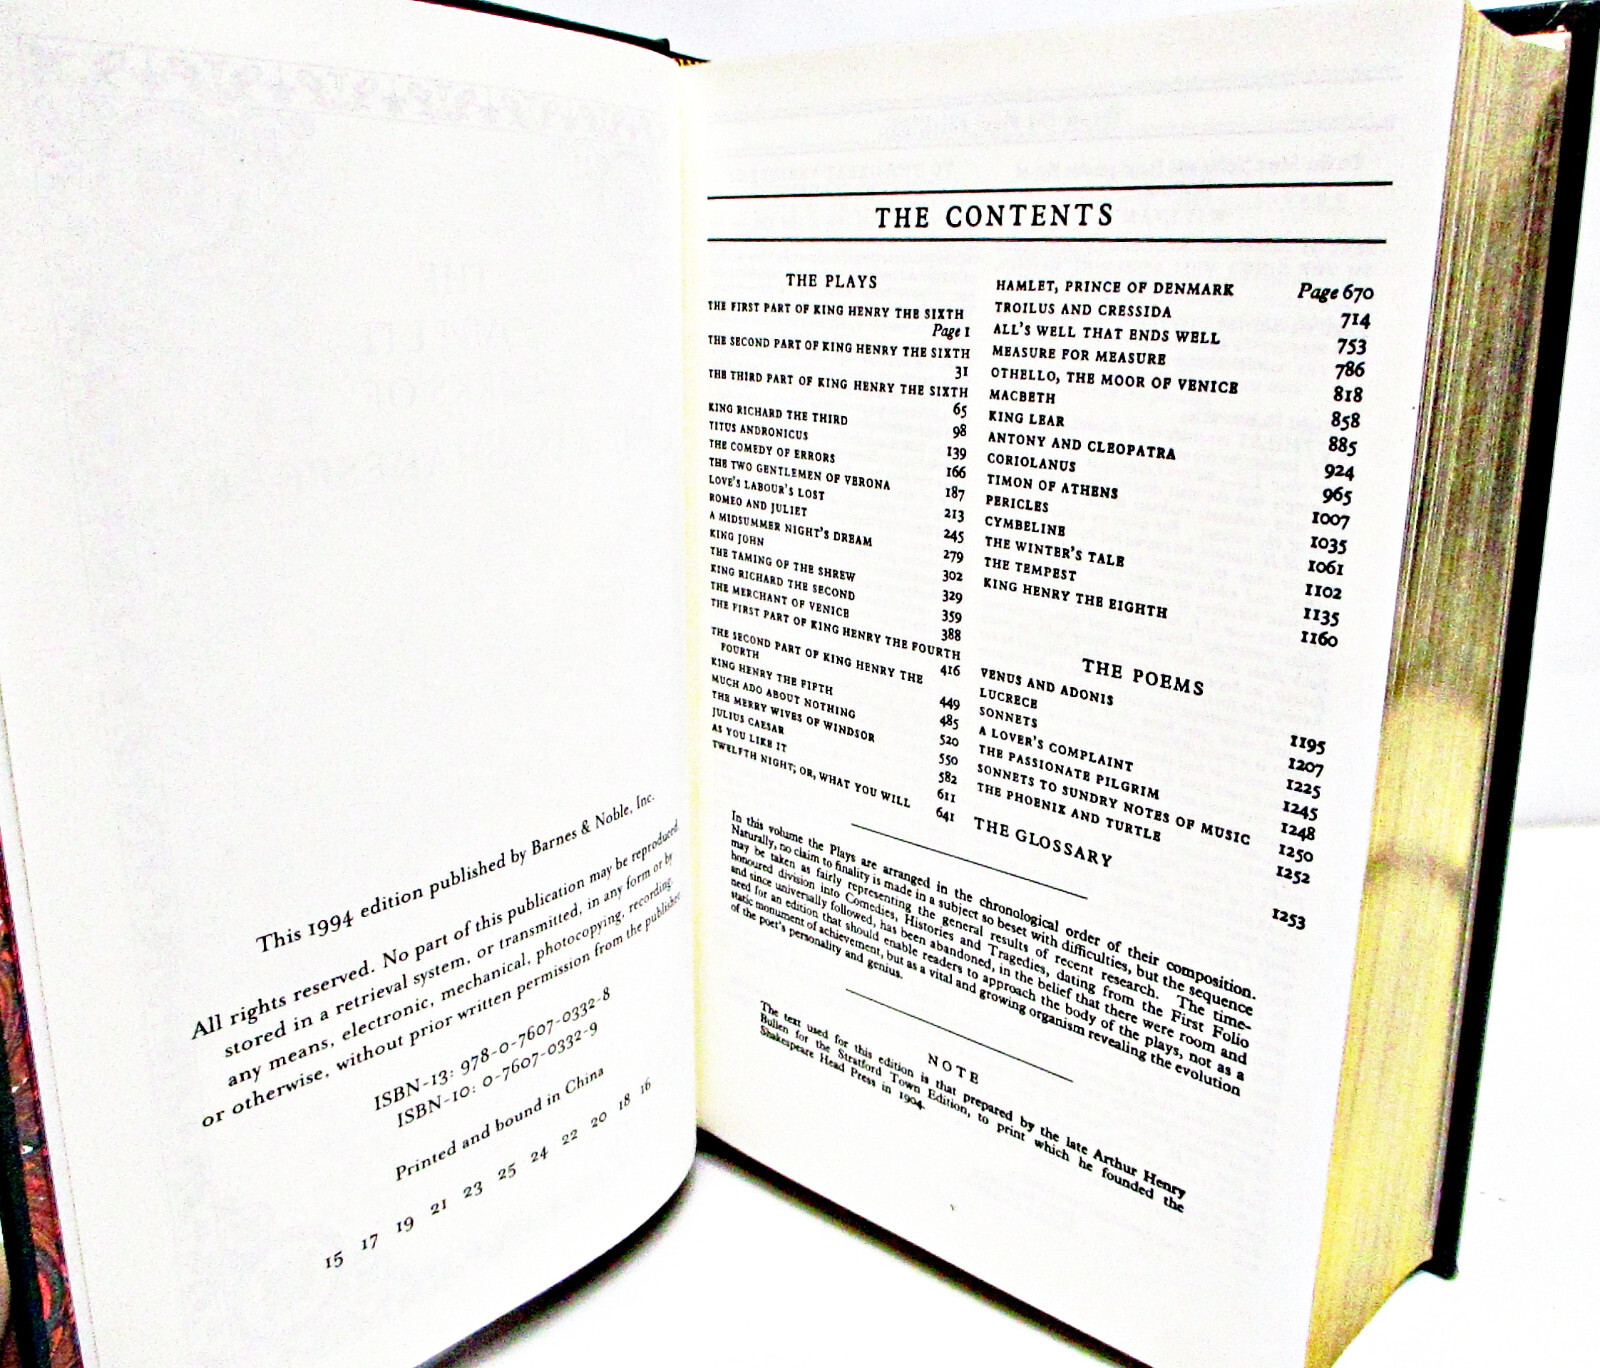 This 1994 edition published by Barnes & Noble, Inc.
All rights reserved. No part of this publication may be reproduced,
stored in a retrieval system, or transmitted, in any form or by
any means, electronic, mechanical, photocopying, recording,
or otherwise, without prior written permission from the publisher.
ISBN-13: 978-0-7607-0332-8
ISBN-10: 0-7607-0332-9
Printed and bound in China
15 17 19 21 23 25 24 22 20 18 16
THE CONTENTS
THE PLAYS
THE FIRST PART OF KING HENRY THE SIXTH
Page 1
THE SECOND PART OF KING HENRY THE SIXTH
31
THE THIRD PART OF KING HENRY THE SIXTH
65
KING RICHARD THE THIRD 98
TITUS ANDRONICUS 139
THE COMEDY OF ERRORS 166
THE TWO GENTLEMEN OF VERONA 187
LOVE'S LABOUR'S LOST 213
ROMEO AND JULIET 245
A MIDSUMMER NIGHT'S DREAM 279
KING JOHN 302
THE TAMING OF THE SHREW 329
KING RICHARD THE SECOND 359
THE MERCHANT OF VENICE 388
THE FIRST PART OF KING HENRY THE FOURTH
416
THE SECOND PART OF KING HENRY THE
FOURTH 449
KING HENRY THE FIFTH 485
MUCH ADO ABOUT NOTHING 520
THE MERRY WIVES OF WINDSOR 550
JULIUS CAESAR 582
AS YOU LIKE IT 611
TWELFTH NIGHT; OR, WHAT YOU WILL 641
HAMLET, PRINCE OF DENMARK Page 670
TROILUS AND CRESSIDA 714
ALL'S WELL THAT ENDS WELL 753
MEASURE FOR MEASURE 786
OTHELLO, THE MOOR OF VENICE 818
MACBETH 858
KING LEAR 885
ANTONY AND CLEOPATRA 924
CORIOLANUS 965
TIMON OF ATHENS 1007
PERICLES 1035
CYMBELINE 1061
THE WINTER'S TALE 1102
THE TEMPEST 1135
KING HENRY THE EIGHTH 1160
THE POEMS
VENUS AND ADONIS 1195
LUCRECE 1207
SONNETS 1225
A LOVER'S COMPLAINT 1245
THE PASSIONATE PILGRIM 1248
SONNETS TO SUNDRY NOTES OF MUSIC 1250
THE PHOENIX AND TURTLE 1252
THE GLOSSARY 1253
In this volume the Plays are arranged in the chronological order of their composition.
Naturally, no claim to finality is made in a subject so beset with difficulties, but the sequence
may be taken as fairly representing the general results of recent research. The time-
honoured division into Comedies, Histories and Tragedies, dating from the First Folio
and since universally followed, has been abandoned, in the belief that there were room and
need for an edition that should enable readers to approach the body of the plays, not as a
static monument of achievement, but as a vital and growing organism revealing the evolution
of the poet's personality and genius.
NOTE
The text used for this edition is that prepared by the late Arthur Henry
Bullen for the Stratford Town Edition, to print which he founded the
Shakespeare Head Press in 1904.